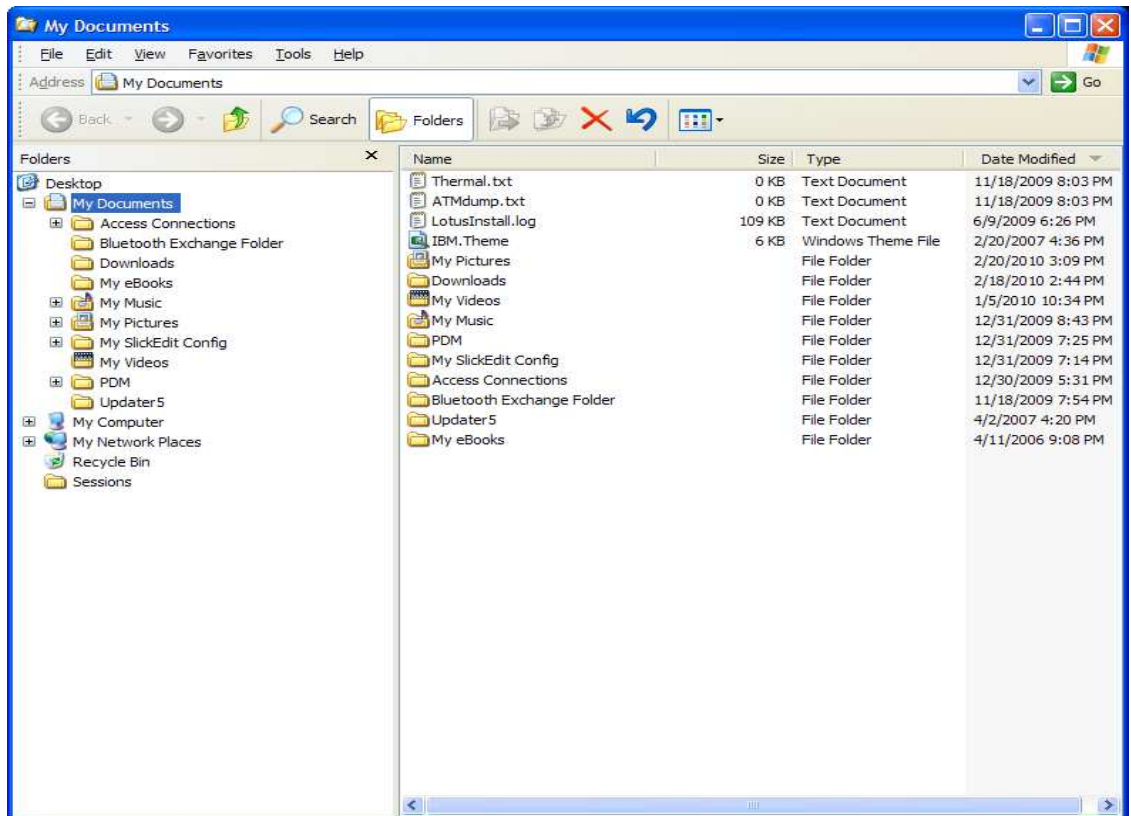 My Documents
File Edit View Favorites Tools Help
Address My Documents Go
Back Search Folders
Folders
Desktop
My Documents
Access Connections
Bluetooth Exchange Folder
Downloads
My eBooks
My Music
My Pictures
My SlickEdit Config
My Videos
PDM
Updater5
My Computer
My Network Places
Recycle Bin
Sessions
Name Size Type Date Modified
Thermal.txt 0 KB Text Document 11/18/2009 8:03 PM
ATMdump.txt 0 KB Text Document 11/18/2009 8:03 PM
LotusInstall.log 109 KB Text Document 6/9/2009 6:26 PM
IBM.Theme 6 KB Windows Theme File 2/20/2007 4:36 PM
My Pictures File Folder 2/20/2010 3:09 PM
Downloads File Folder 2/18/2010 2:44 PM
My Videos File Folder 1/5/2010 10:34 PM
My Music File Folder 12/31/2009 8:43 PM
PDM File Folder 12/31/2009 7:25 PM
My SlickEdit Config File Folder 12/31/2009 7:14 PM
Access Connections File Folder 12/30/2009 5:31 PM
Bluetooth Exchange Folder File Folder 11/18/2009 7:54 PM
Updater5 File Folder 4/2/2007 4:20 PM
My eBooks File Folder 4/11/2006 9:08 PM